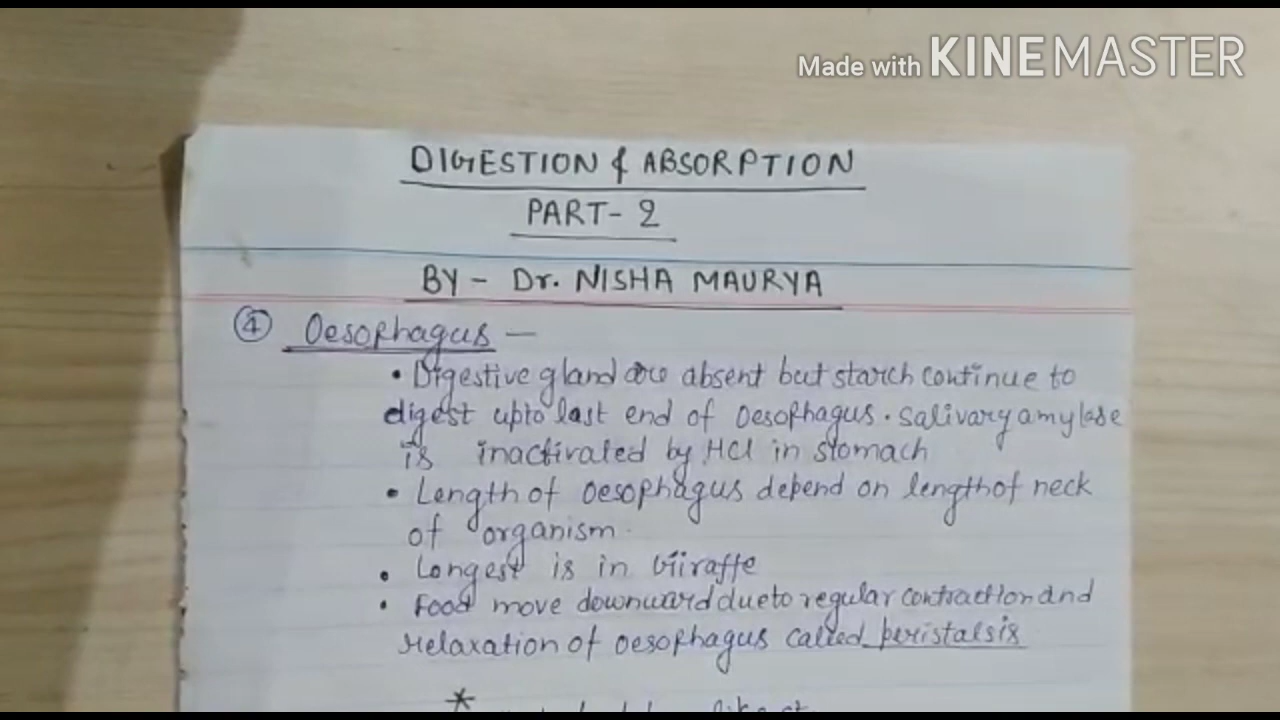 Made with KINEMASTER
DIGESTION & ABSORPTION
PART- 2
BY - Dr. NISHA MAURYA
④ Oesophagus —
• Digestive gland are absent but starch continue to
digest upto last end of oesophagus. salivary amylase
is inactivated by HCl in stomach
• Length of oesophagus depend on length of neck
of organism.
• Longest is in Giraffe
• Food move downward due to regular contraction and
relaxation of oesophagus called peristalsis
*